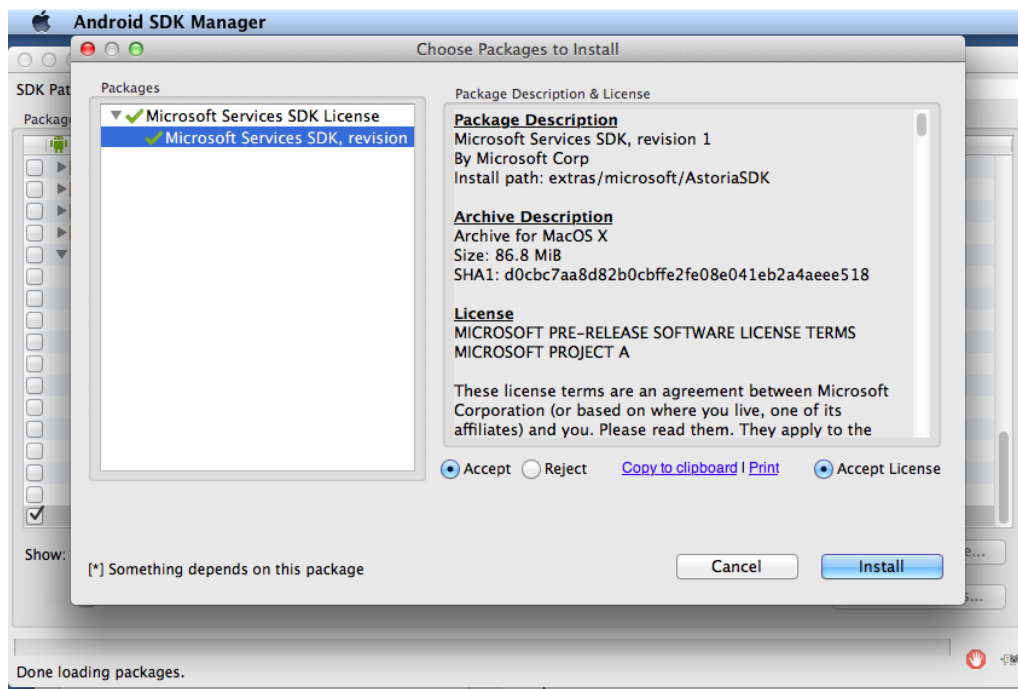 Android SDK Manager
Choose Packages to Install
SDK Pat
Packag
Packages
Microsoft Services SDK License
Microsoft Services SDK, revision
Package Description & License
Package Description
Microsoft Services SDK, revision 1
By Microsoft Corp
Install path: extras/microsoft/AstoriaSDK
Archive Description
Archive for MacOS X
Size: 86.8 MiB
SHA1: d0cbc7aa8d82b0cbffe2fe08e041eb2a4aeee518
License
MICROSOFT PRE-RELEASE SOFTWARE LICENSE TERMS
MICROSOFT PROJECT A
These license terms are an agreement between Microsoft
Corporation (or based on where you live, one of its
affiliates) and you. Please read them. They apply to the
Accept Reject Copy to clipboard | Print Accept License
Show:
[*] Something depends on this package
Cancel Install
e...
s...
Done loading packages.